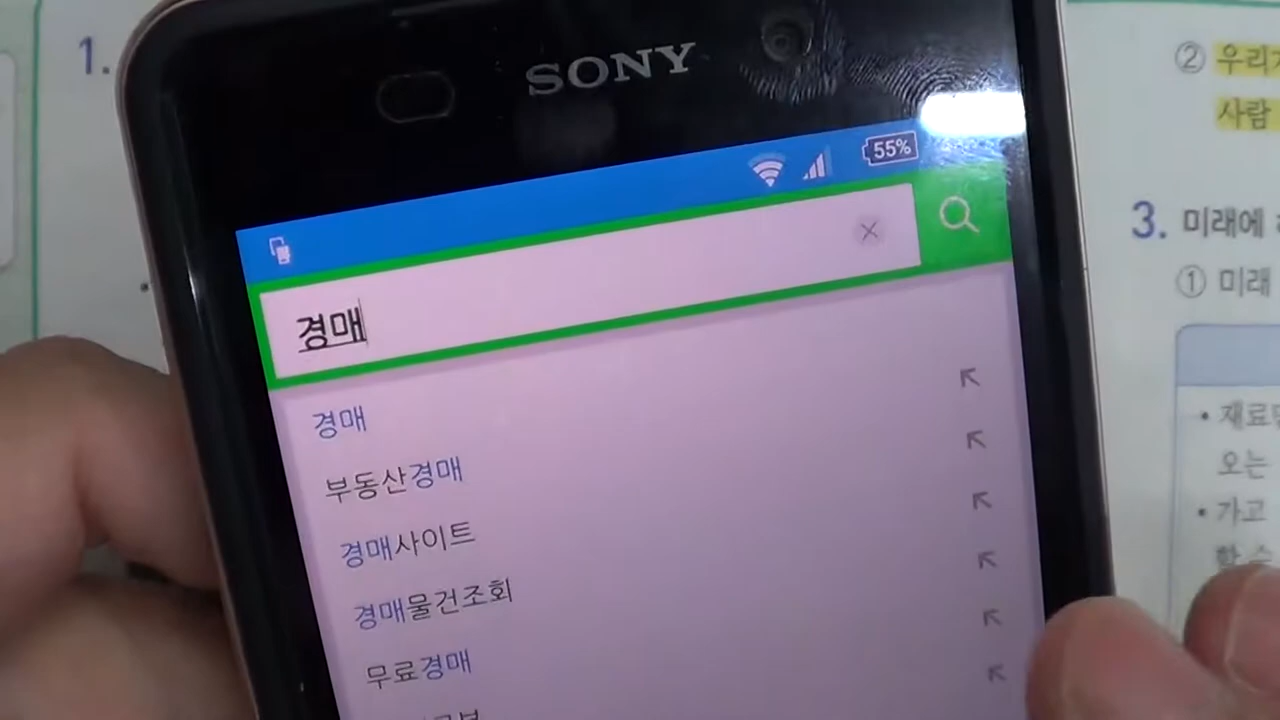 1.
SONY
55%
경매
경매
부동산경매
경매사이트
경매물건조회
무료경매
② 우리
사람
3. 미래에
① 미래
• 재료
오는
• 가고
할 수